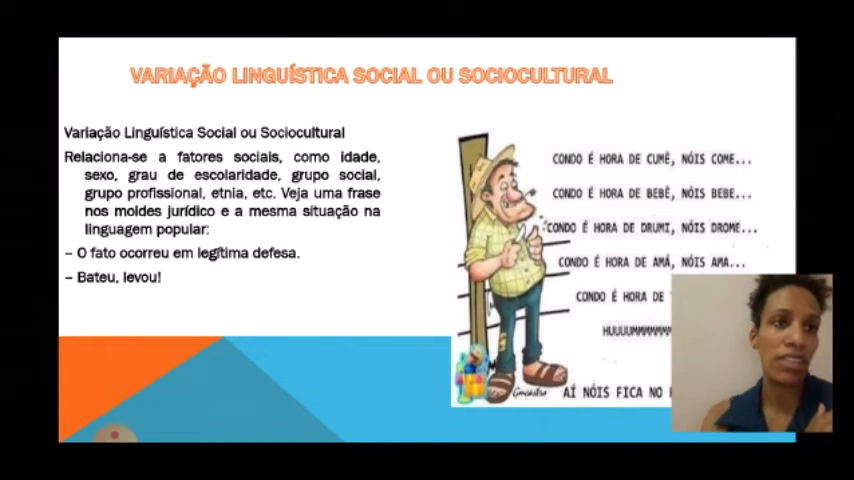 VARIAÇÃO LINGUÍSTICA SOCIAL OU SOCIOCULTURAL
Variação Linguística Social ou Sociocultural
Relaciona-se a fatores sociais, como idade,
sexo, grau de escolaridade, grupo social,
grupo profissional, etnia, etc. Veja uma frase
nos moldes jurídico e a mesma situação na
linguagem popular:
– O fato ocorreu em legítima defesa.
– Bateu, levou!
CONDO É HORA DE CUMÊ, NÓIS COME...
CONDO É HORA DE BEBÊ, NÓIS BEBE...
CONDO É HORA DE DRUMI, NÓIS DROME...
CONDO É HORA DE AMÁ, NÓIS AMA...
CONDO É HORA DE
HUUUUMMMMMMM
AÍ NÓIS FICA NO